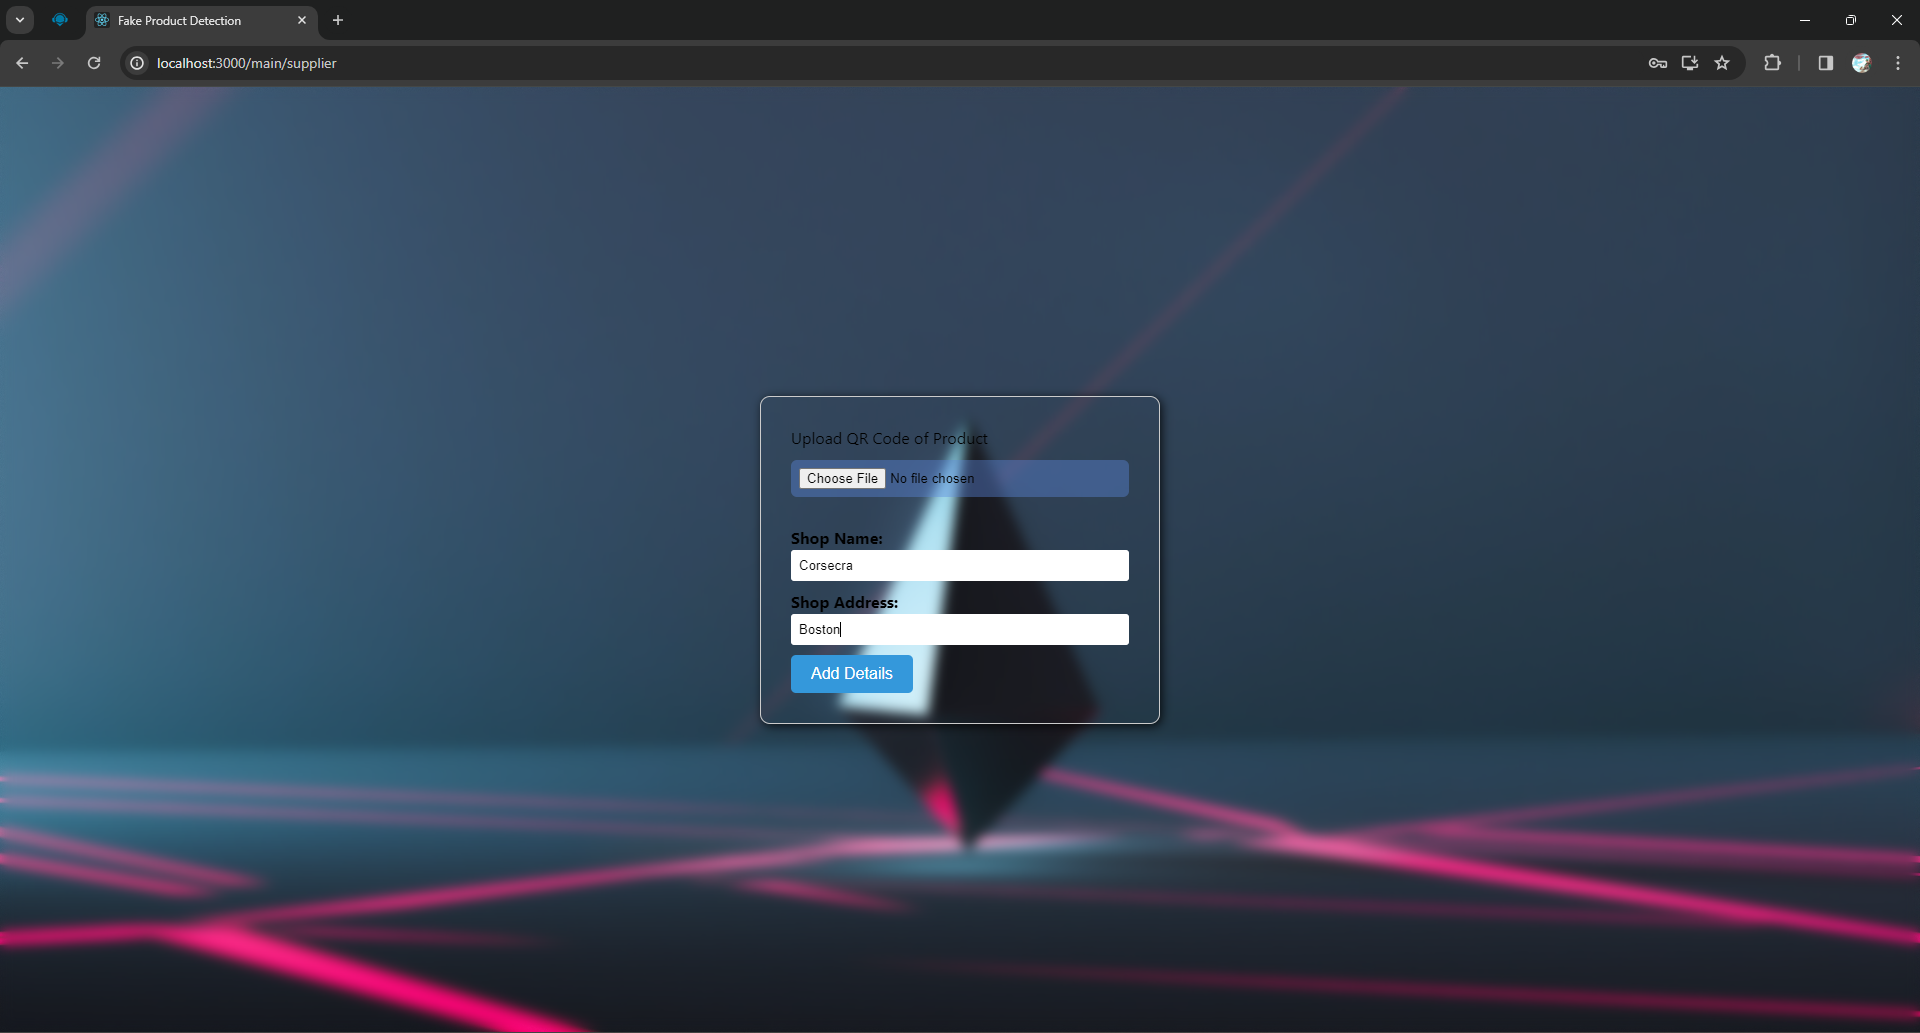 Fake Product Detection
localhost:3000/main/supplier
Upload QR Code of Product
Choose File No file chosen
Shop Name:
Corsecra
Shop Address:
Boston
Add Details